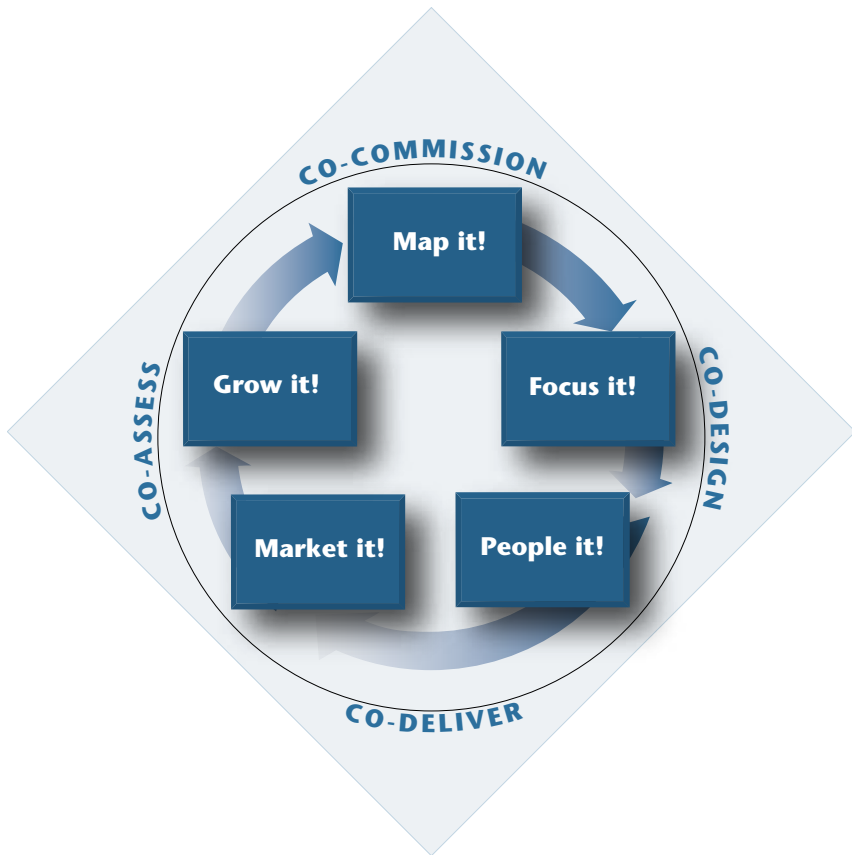 CO-COMMISSION
Map it!
Grow it!
Focus it!
CO-ASSESS
CO-DESIGN
Market it!
People it!
CO-DELIVER